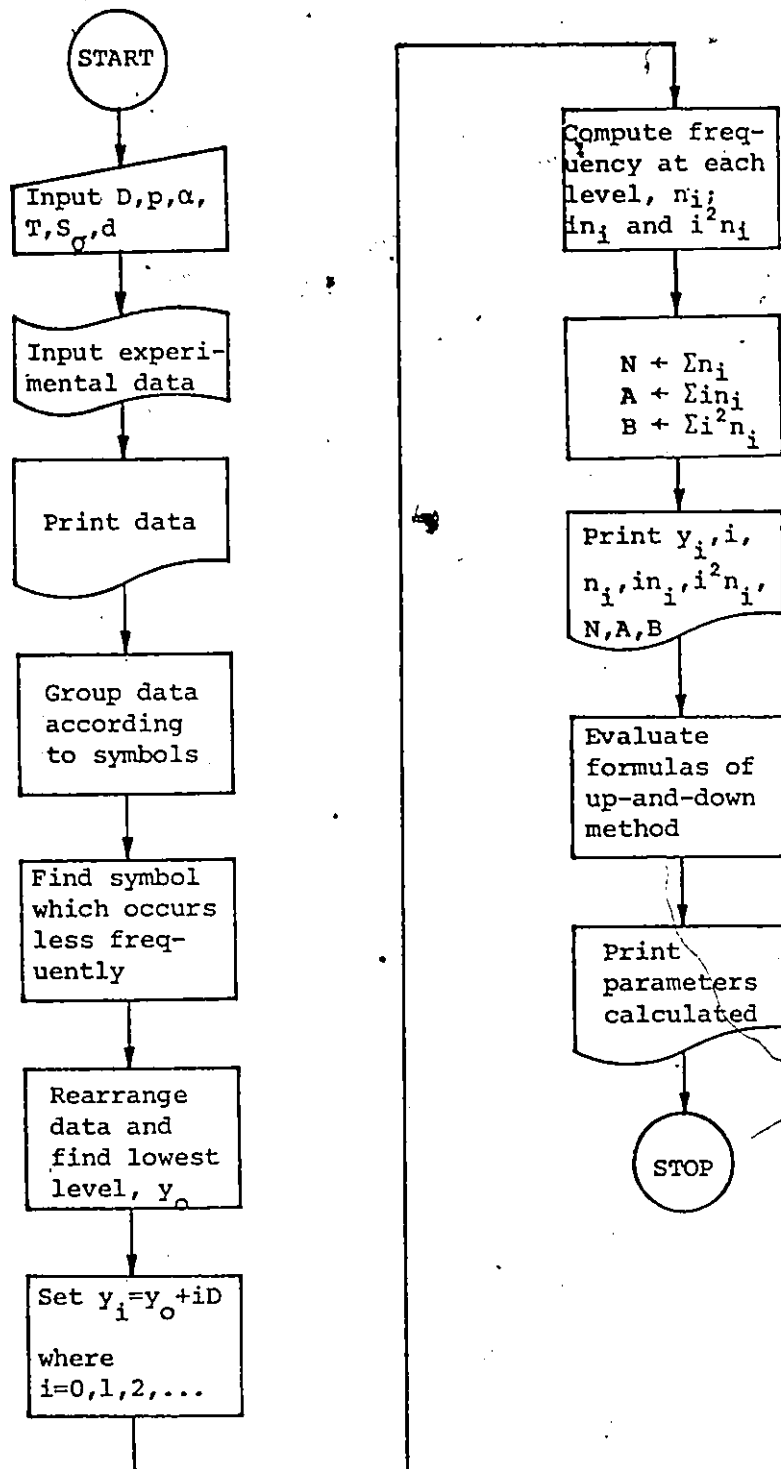 START
Input D,p,α,
T,S_σ,d
Input experi-
mental data
Print data
Group data
according
to symbols
Find symbol
which occurs
less freq-
uently
Rearrange
data and
find lowest
level, y_o
Set y_i=y_o+iD
where
i=0,1,2,...
Compute freq-
uency at each
level, n_i;
in_i and i²n_i
N ← Σn_i
A ← Σin_i
B ← Σi²n_i
Print y_i,i,
n_i,in_i,i²n_i,
N,A,B
Evaluate
formulas of
up-and-down
method
Print
parameters
calculated
STOP